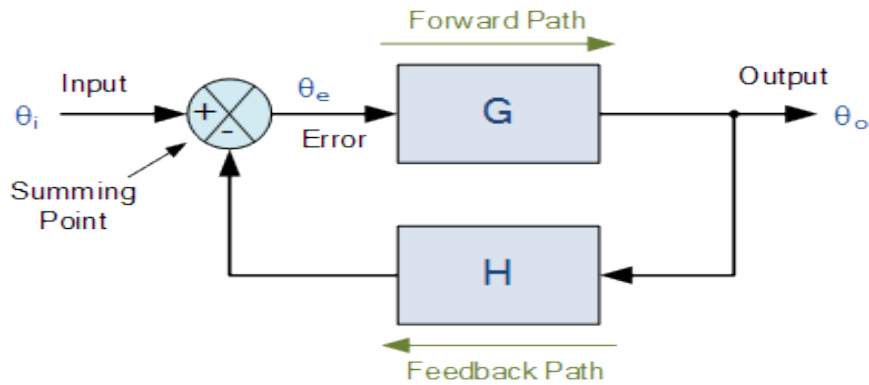 Forward Path
Input
θi
+
-
θe
Error
G
Output
θo
Summing
Point
H
Feedback Path